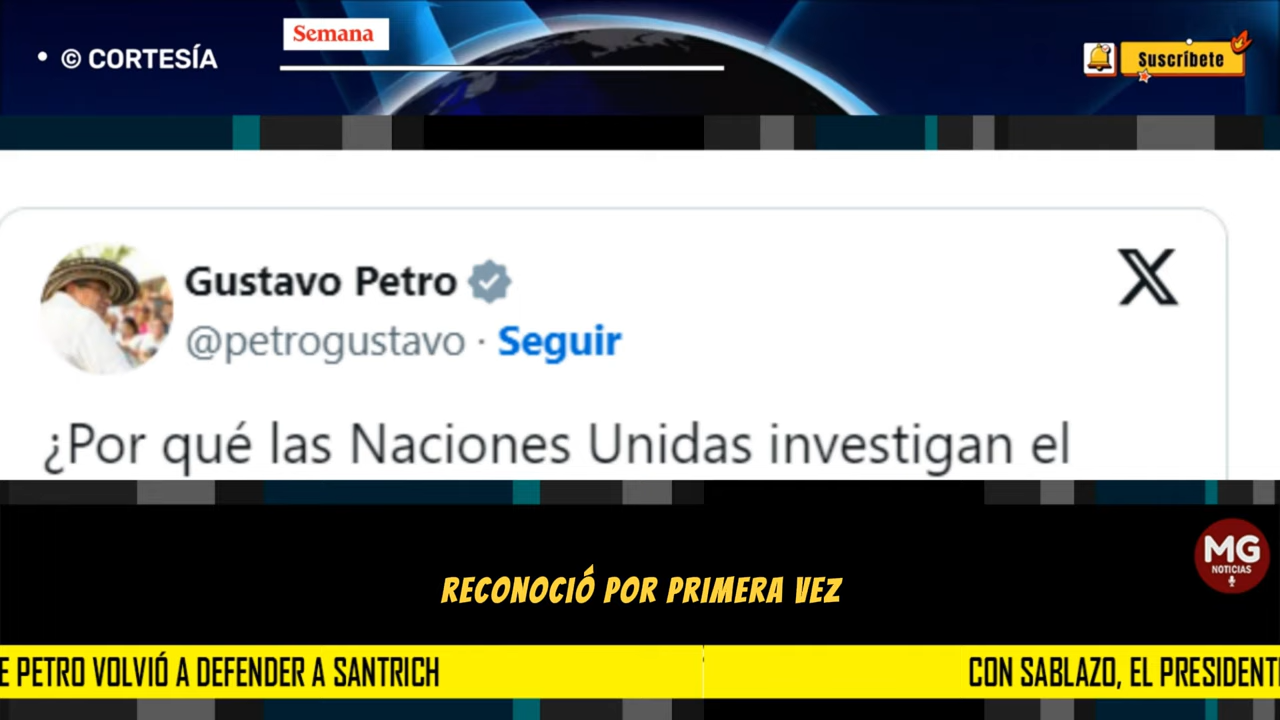 • © CORTESÍA
Semana
Suscríbete
Gustavo Petro
@petrogustavo · Seguir
¿Por qué las Naciones Unidas investigan el
MG
NOTICIAS
RECONOCIÓ POR PRIMERA VEZ
E PETRO VOLVIÓ A DEFENDER A SANTRICH
CON SABLAZO, EL PRESIDENT